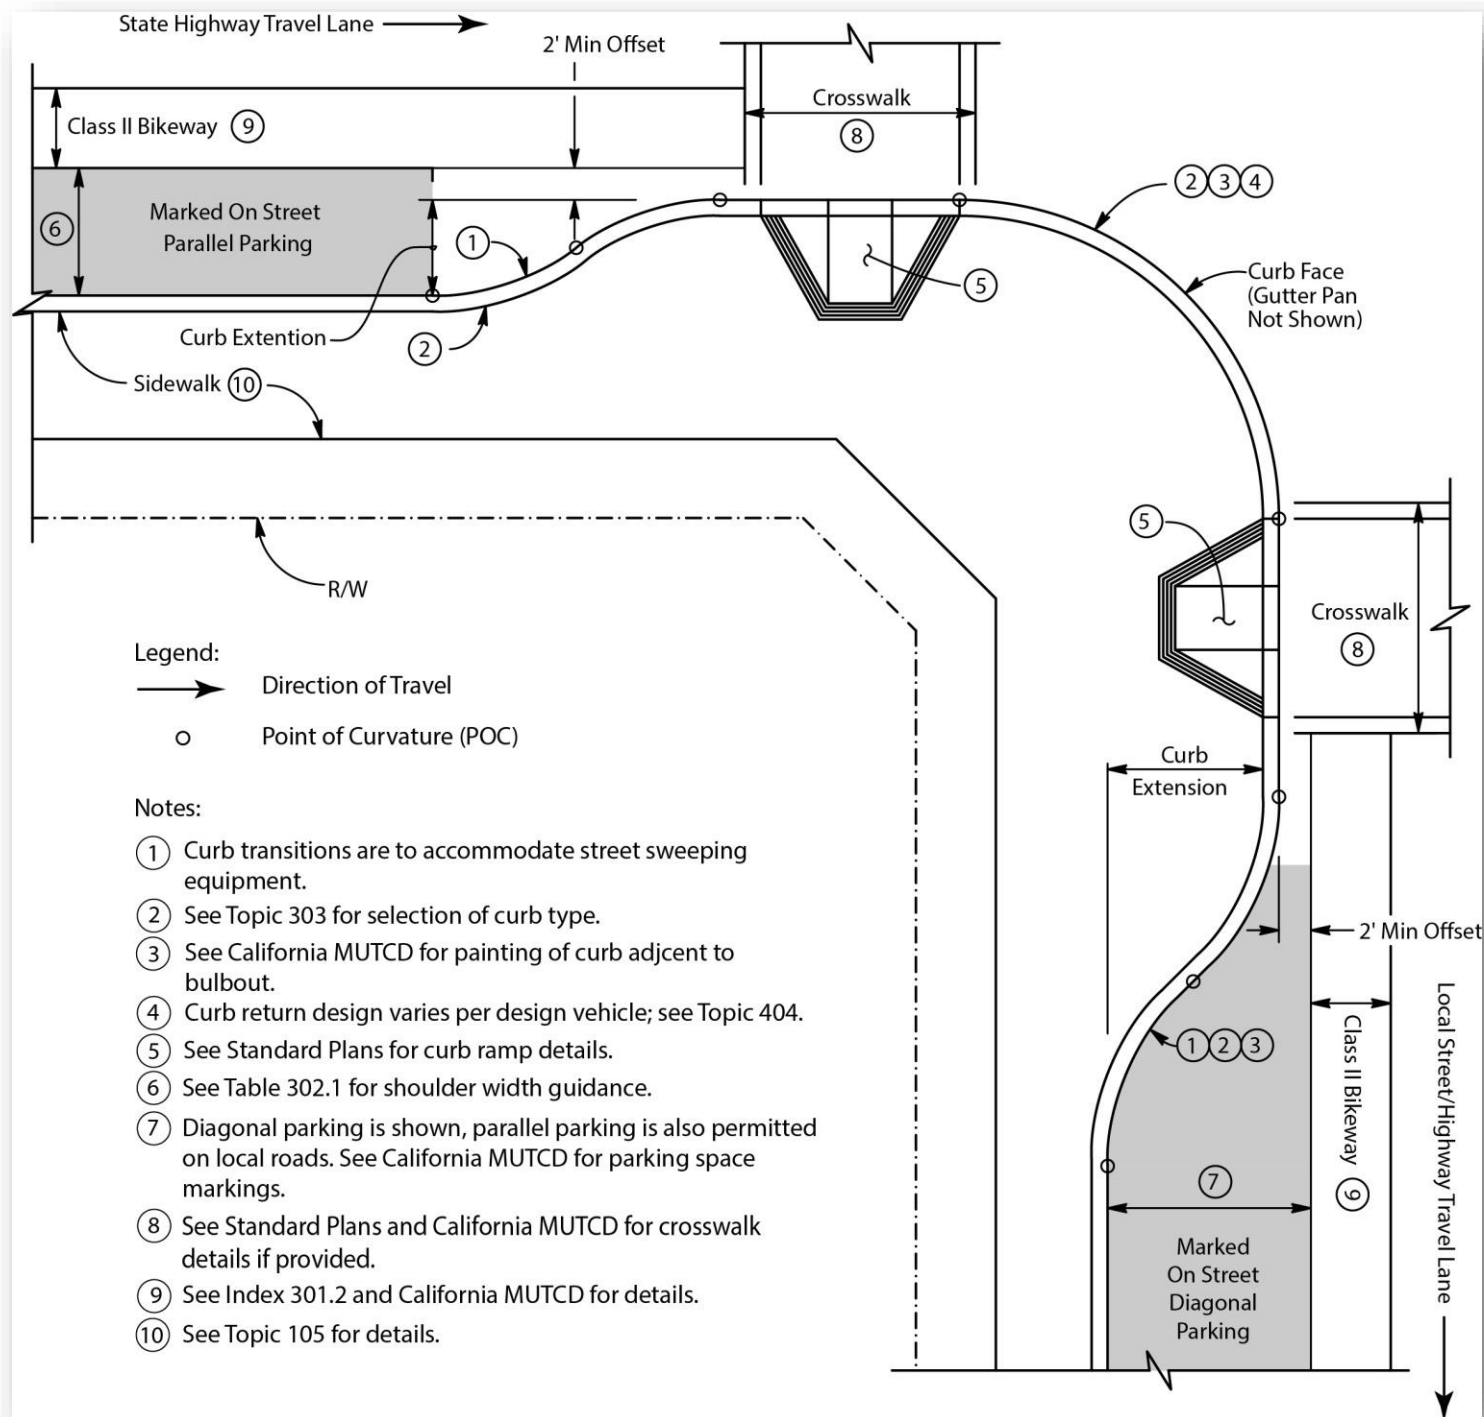 State Highway Travel Lane
2' Min Offset
Class II Bikeway 9
Crosswalk
8
2 3 4
6
Marked On Street
Parallel Parking
1
5
Curb Face
(Gutter Pan
Not Shown)
Curb Extention
2
Sidewalk 10
R/W
5
Crosswalk
8
Legend:
Direction of Travel
Point of Curvature (POC)
Curb
Extension
2' Min Offset
1 2 3
Class II Bikeway 9
Local Street/Highway Travel Lane
7
Marked
On Street
Diagonal
Parking
Notes:
1 Curb transitions are to accommodate street sweeping
equipment.
2 See Topic 303 for selection of curb type.
3 See California MUTCD for painting of curb adjcent to
bulbout.
4 Curb return design varies per design vehicle; see Topic 404.
5 See Standard Plans for curb ramp details.
6 See Table 302.1 for shoulder width guidance.
7 Diagonal parking is shown, parallel parking is also permitted
on local roads. See California MUTCD for parking space
markings.
8 See Standard Plans and California MUTCD for crosswalk
details if provided.
9 See Index 301.2 and California MUTCD for details.
10 See Topic 105 for details.